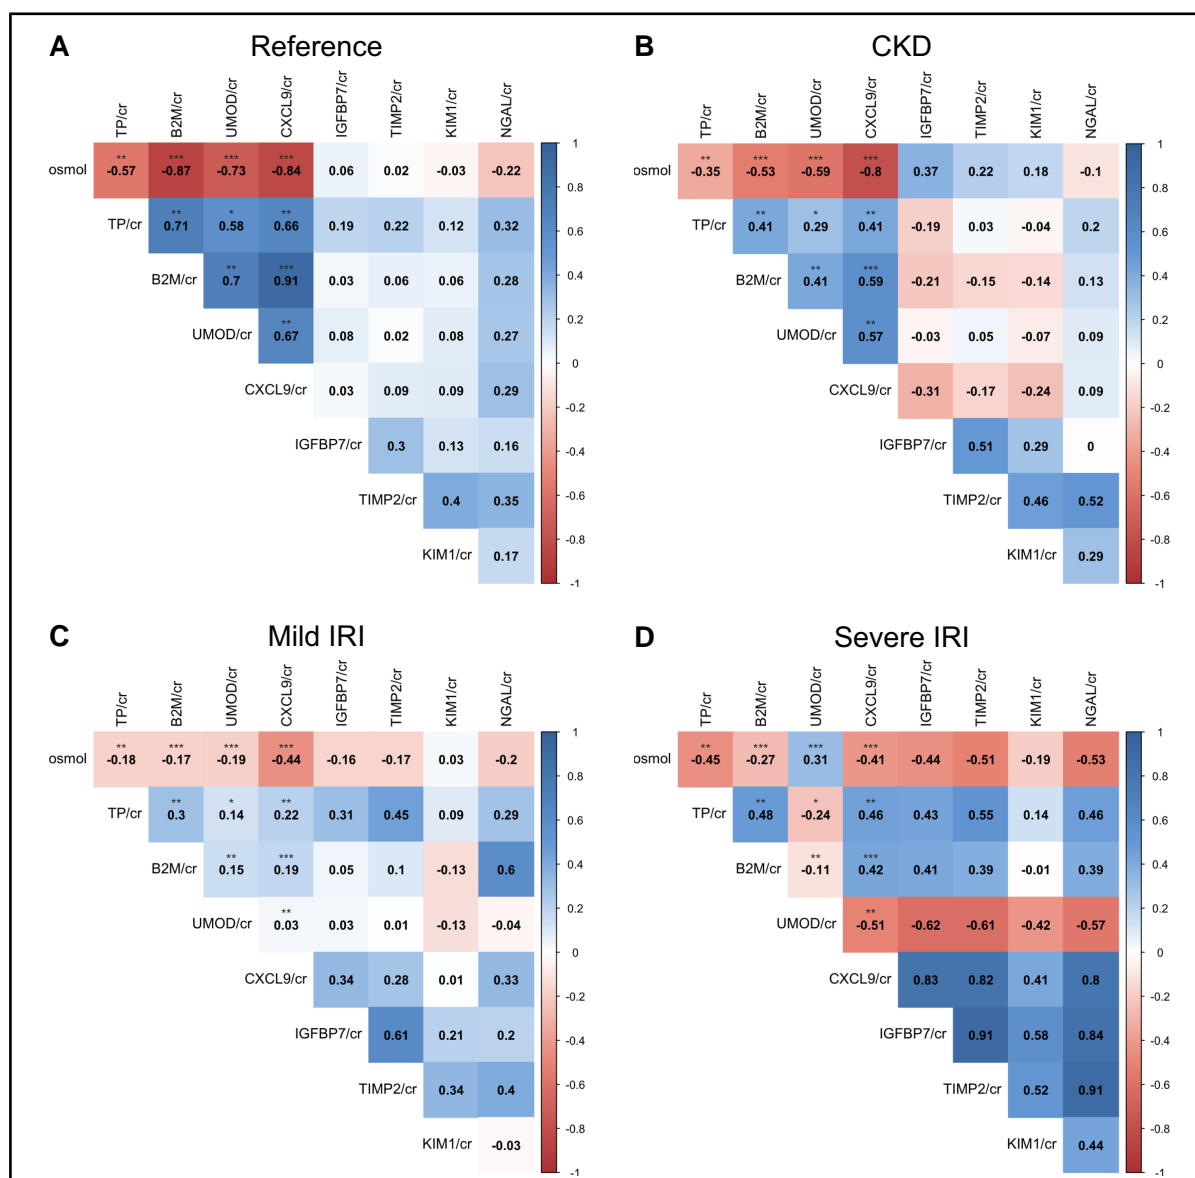 A Reference
TP/cr B2M/cr UMOD/cr CXCL9/cr IGFBP7/cr TIMP2/cr KIM1/cr NGAL/cr
** *** *** ***
osmol -0.57 -0.87 -0.73 -0.84 0.06 0.02 -0.03 -0.22
** * **
TP/cr 0.71 0.58 0.66 0.19 0.22 0.12 0.32
** ***
B2M/cr 0.7 0.91 0.03 0.06 0.06 0.28
**
UMOD/cr 0.67 0.08 0.02 0.08 0.27
CXCL9/cr 0.03 0.09 0.09 0.29
IGFBP7/cr 0.3 0.13 0.16
TIMP2/cr 0.4 0.35
KIM1/cr 0.17
1
0.8
0.6
0.4
0.2
0
-0.2
-0.4
-0.6
-0.8
-1
B CKD
TP/cr B2M/cr UMOD/cr CXCL9/cr IGFBP7/cr TIMP2/cr KIM1/cr NGAL/cr
** *** *** ***
osmol -0.35 -0.53 -0.59 -0.8 0.37 0.22 0.18 -0.1
** * **
TP/cr 0.41 0.29 0.41 -0.19 0.03 -0.04 0.2
** ***
B2M/cr 0.41 0.59 -0.21 -0.15 -0.14 0.13
**
UMOD/cr 0.57 -0.03 0.05 -0.07 0.09
CXCL9/cr -0.31 -0.17 -0.24 0.09
IGFBP7/cr 0.51 0.29 0
TIMP2/cr 0.46 0.52
KIM1/cr 0.29
1
0.8
0.6
0.4
0.2
0
-0.2
-0.4
-0.6
-0.8
-1
C Mild IRI
TP/cr B2M/cr UMOD/cr CXCL9/cr IGFBP7/cr TIMP2/cr KIM1/cr NGAL/cr
** *** *** ***
osmol -0.18 -0.17 -0.19 -0.44 -0.16 -0.17 0.03 -0.2
** * **
TP/cr 0.3 0.14 0.22 0.31 0.45 0.09 0.29
** ***
B2M/cr 0.15 0.19 0.05 0.1 -0.13 0.6
**
UMOD/cr 0.03 0.03 0.01 -0.13 -0.04
CXCL9/cr 0.34 0.28 0.01 0.33
IGFBP7/cr 0.61 0.21 0.2
TIMP2/cr 0.34 0.4
KIM1/cr -0.03
1
0.8
0.6
0.4
0.2
0
-0.2
-0.4
-0.6
-0.8
-1
D Severe IRI
TP/cr B2M/cr UMOD/cr CXCL9/cr IGFBP7/cr TIMP2/cr KIM1/cr NGAL/cr
** *** *** ***
osmol -0.45 -0.27 0.31 -0.41 -0.44 -0.51 -0.19 -0.53
** * **
TP/cr 0.48 -0.24 0.46 0.43 0.55 0.14 0.46
** ***
B2M/cr -0.11 0.42 0.41 0.39 -0.01 0.39
**
UMOD/cr -0.51 -0.62 -0.61 -0.42 -0.57
CXCL9/cr 0.83 0.82 0.41 0.8
IGFBP7/cr 0.91 0.58 0.84
TIMP2/cr 0.52 0.91
KIM1/cr 0.44
1
0.8
0.6
0.4
0.2
0
-0.2
-0.4
-0.6
-0.8
-1